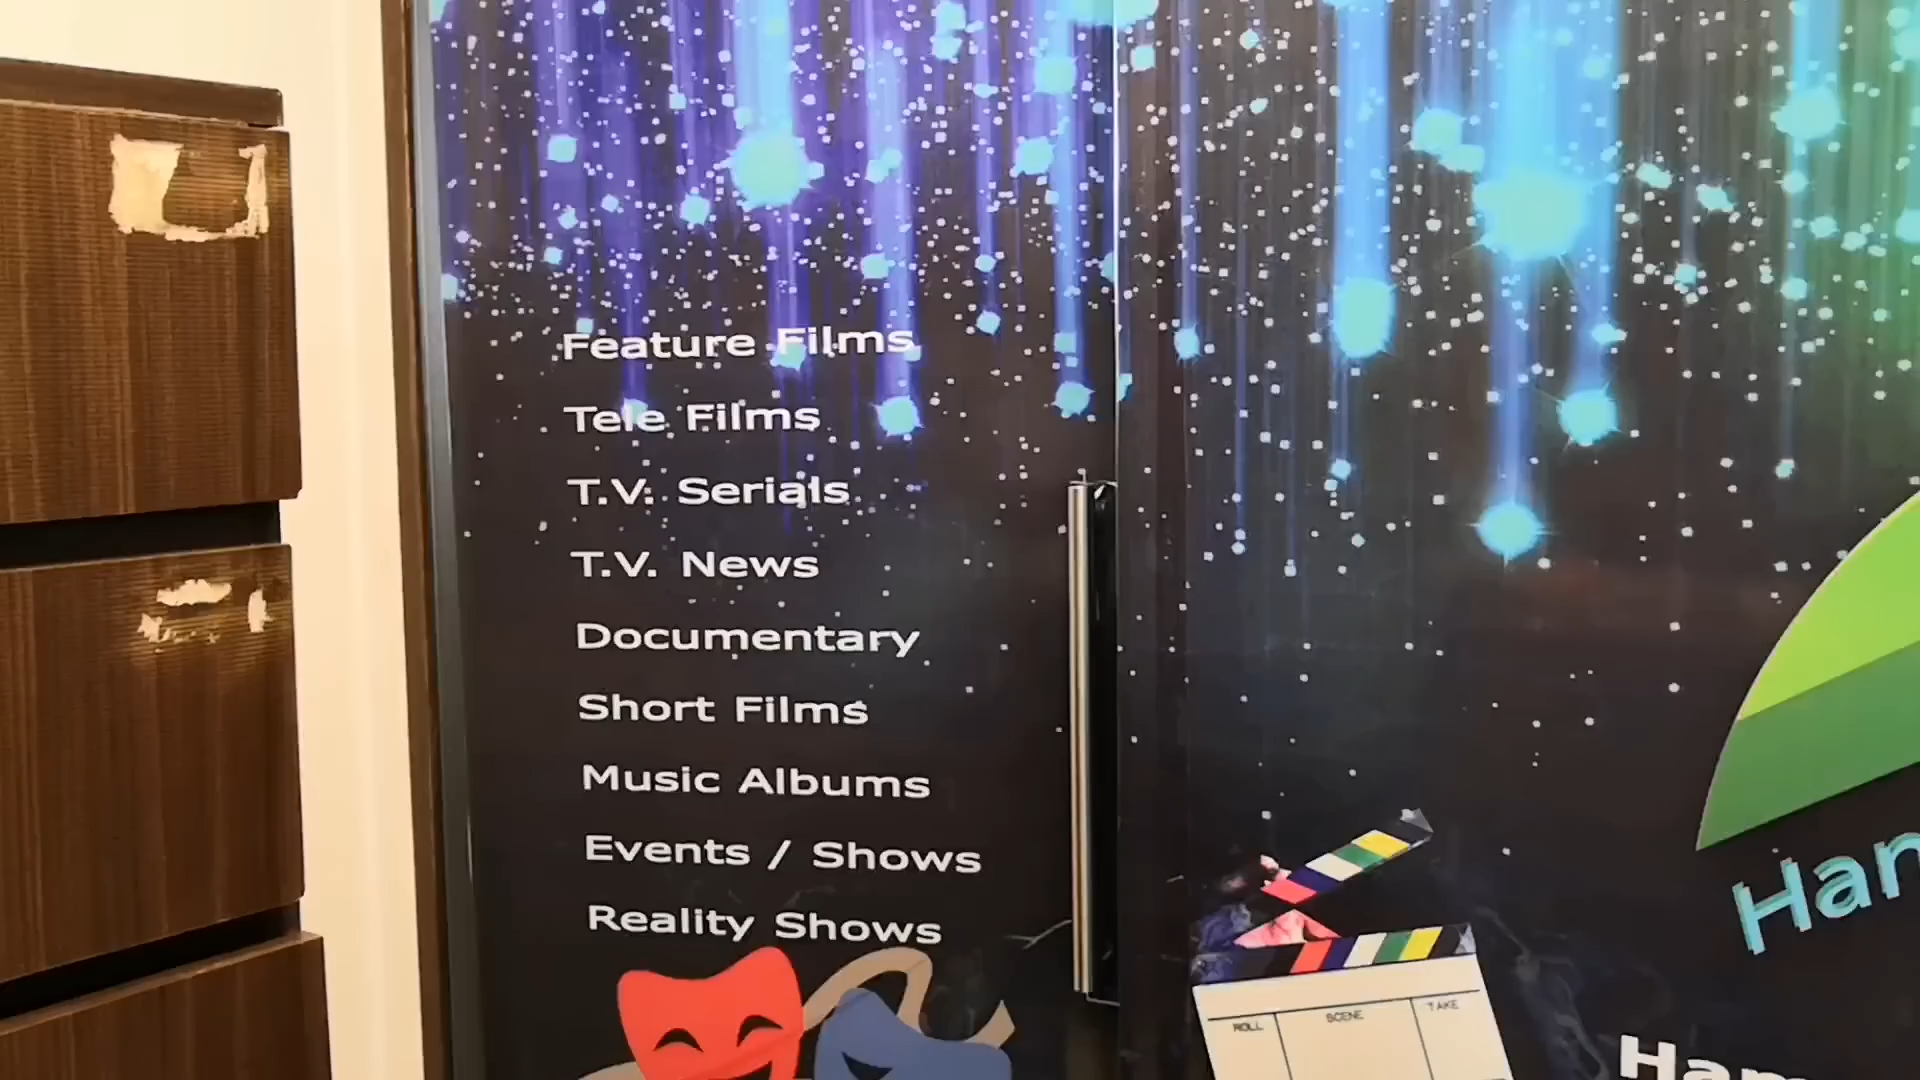 Feature Films
Tele Films
T.V. Serials
T.V. News
Documentary
Short Films
Music Albums
Events / Shows
Reality Shows
ROLL SCENE TAKE